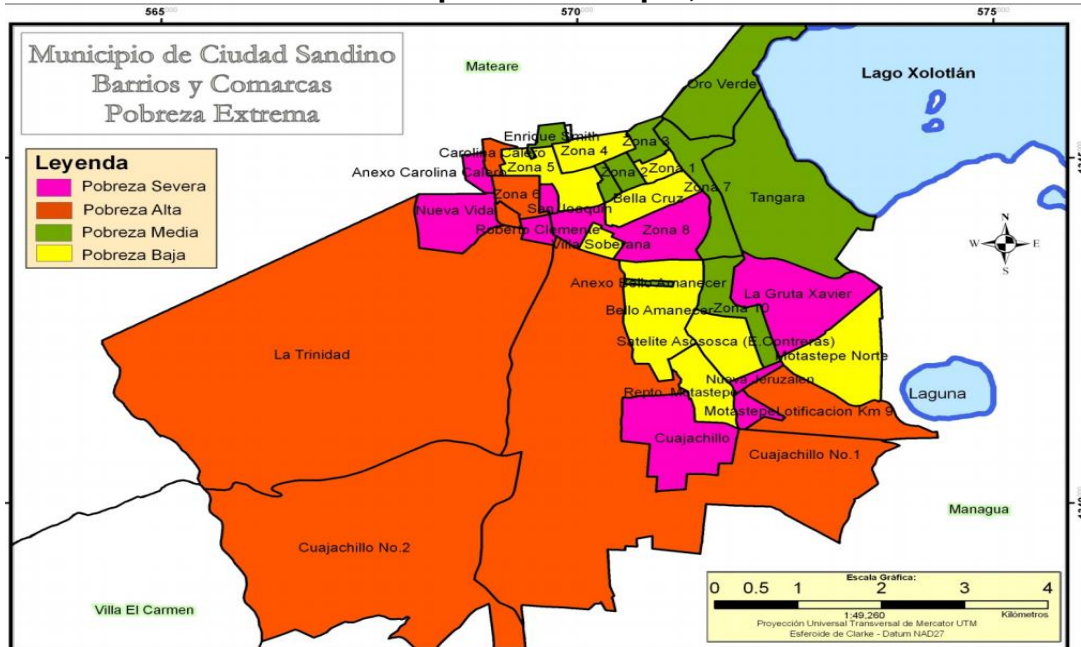 565000
570000
575000
Municipio de Ciudad Sandino
Barrios y Comarcas
Pobreza Extrema
Mateare
Lago Xolotlán
Oro Verde
Enrique Smith
Zona 3
Carolina Calero
Zona 4
Leyenda
Pobreza Severa
Pobreza Alta
Pobreza Media
Pobreza Baja
Anexo Carolina Calero
Zona 5
Zona 2
Zona 1
Zona 6
Zona 7
Tangara
Nueva Vida
San Joaquin
Bella Cruz
Roberto Clemente
Zona 8
Villa Soberana
N
W
E
S
Anexo Bello Amanecer
La Gruta Xavier
Bello Amanecer
Zona 10
Satelite Asososca (E.Contreras)
La Trinidad
Motastepe Norte
Nueva Jeruzalen
Repto. Motastepe
Laguna
Motastepe
Lotificacion Km 9
Cuajachillo
Cuajachillo No.1
Managua
Cuajachillo No.2
Villa El Carmen
Escala Gráfica:
0 0.5 1 2 3 4
1:49,260
Kilómetros
Proyección Universal Transversal de Mercator UTM
Esferoide de Clarke - Datum NAD27